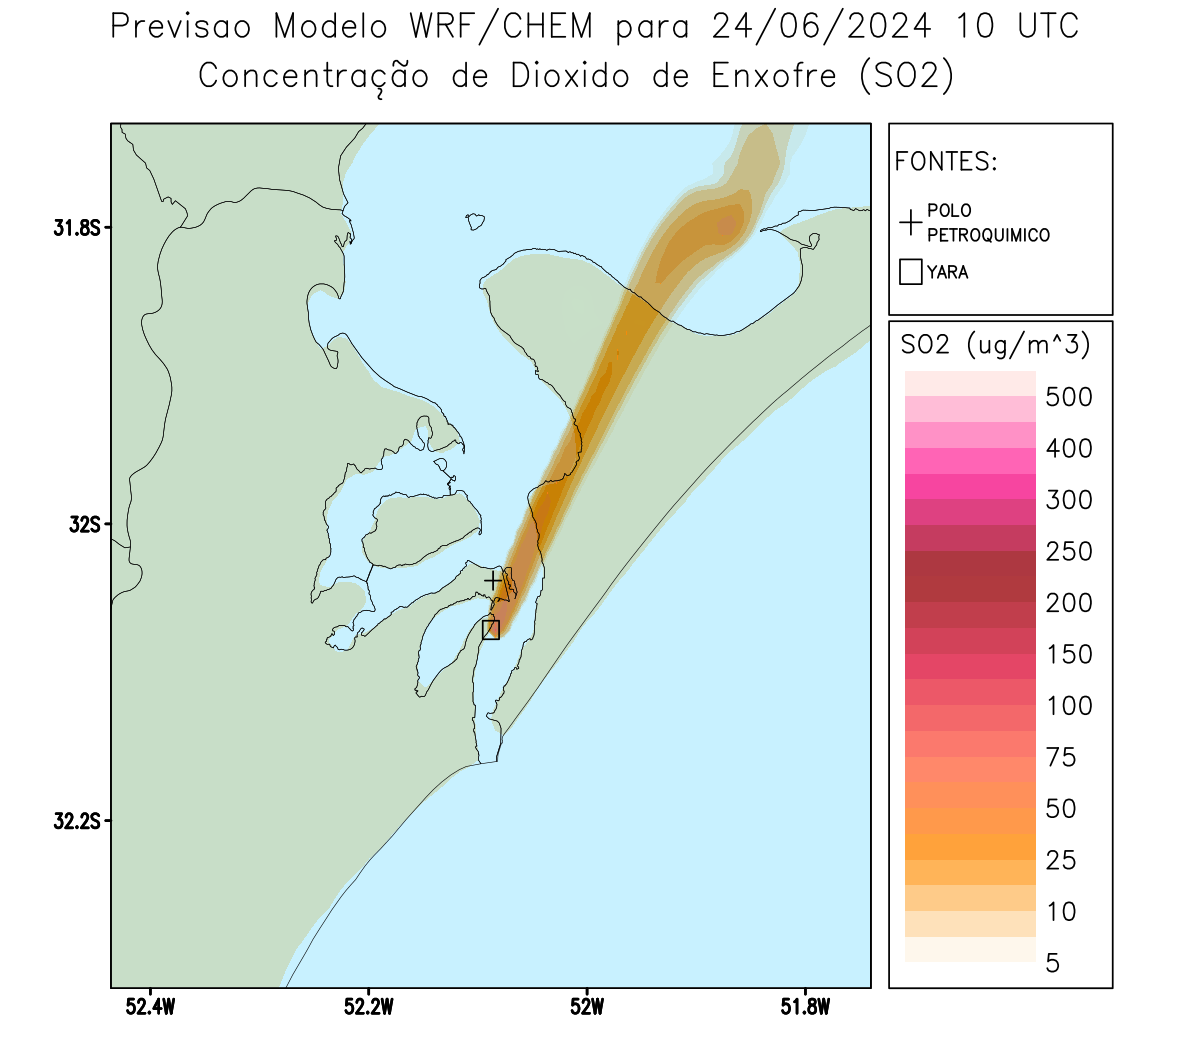 Previsao Modelo WRF/CHEM para 24/06/2024 10 UTC
Concentração de Dioxido de Enxofre (SO2)
FONTES:
POLO
PETROQUIMICO
YARA
SO2 (ug/m^3)
500
400
300
250
200
150
100
75
50
25
10
5
31.8S
32S
32.2S
52.4W
52.2W
52W
51.8W